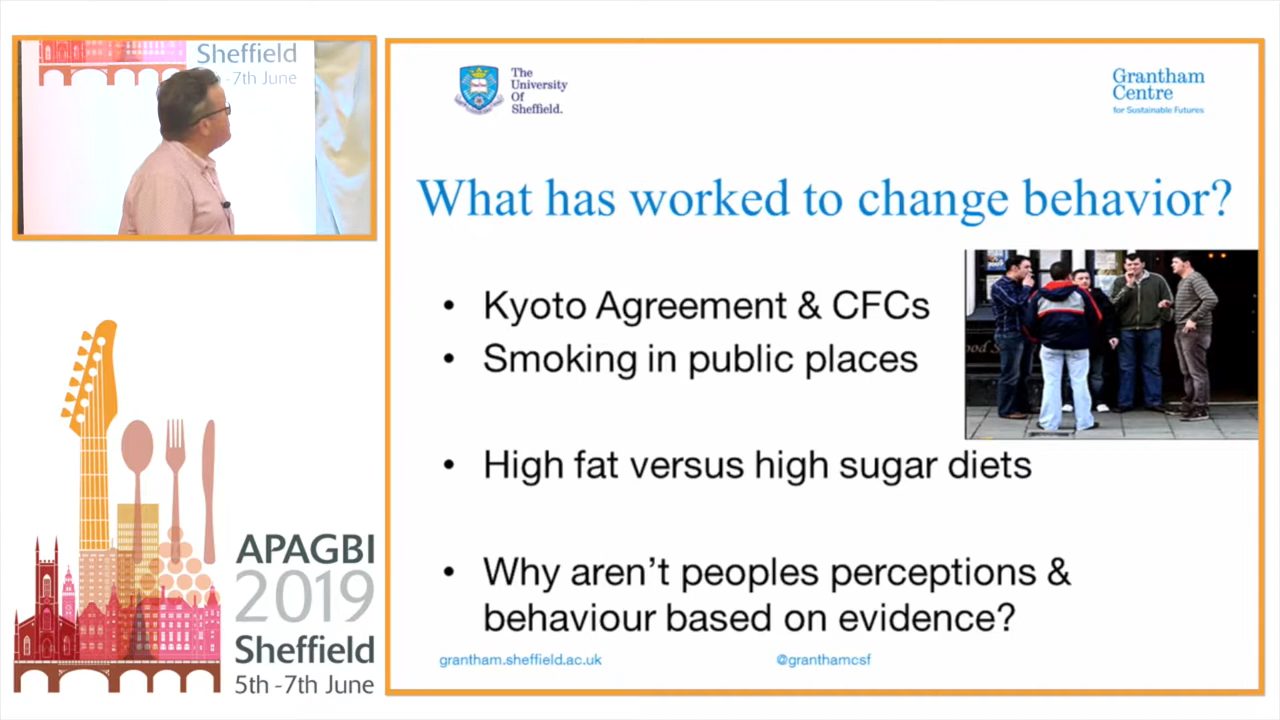 Sheffield
-7th June
The
University
Of
Sheffield.
Grantham
Centre
for Sustainable Futures
What has worked to change behavior?
• Kyoto Agreement & CFCs
• Smoking in public places
• High fat versus high sugar diets
• Why aren't peoples perceptions &
behaviour based on evidence?
grantham.sheffield.ac.uk
@granthamcsf
APAGBI
2019
Sheffield
5th -7th June